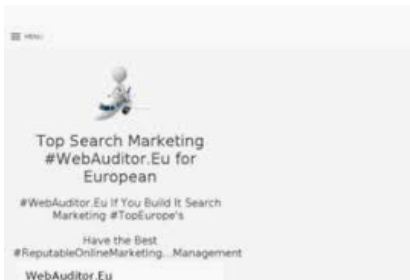 MENU
Top Search Marketing
#WebAuditor.Eu for
European
#WebAuditor.Eu If You Build It Search
Marketing #TopEurope's
Have the Best
#ReputableOnlineMarketing...Management
WebAuditor.Eu